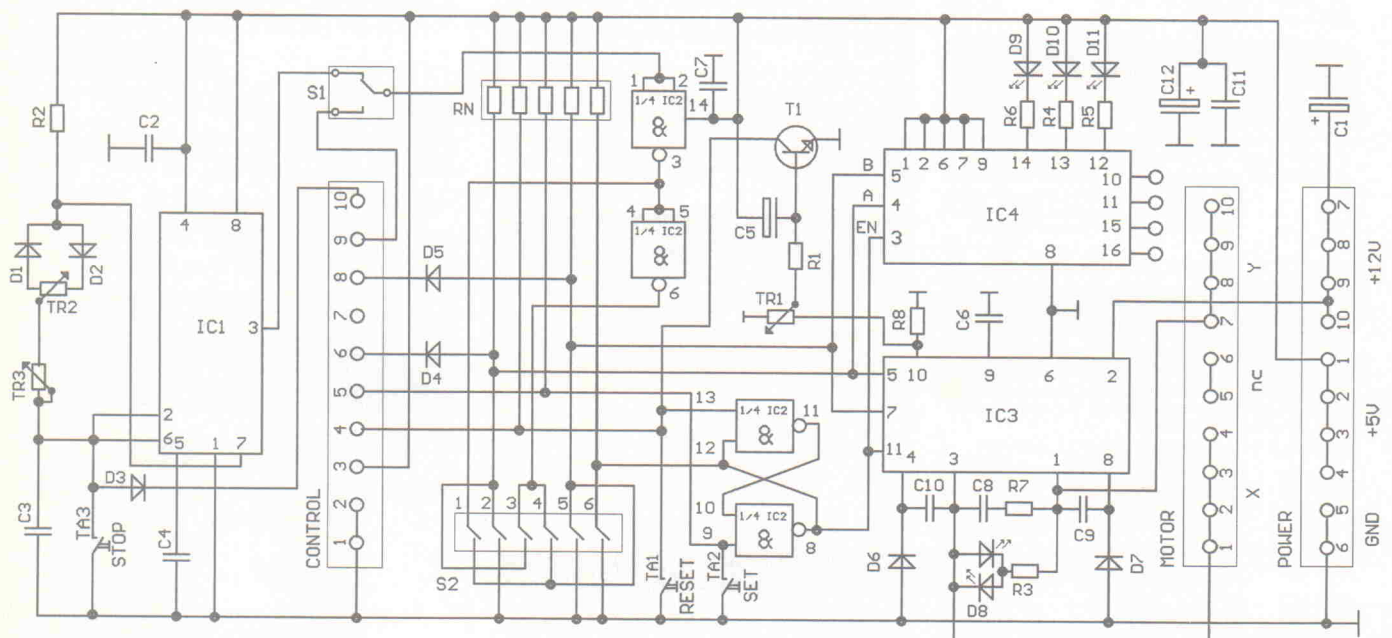 R2
C2
S1
RN
1 2
1/4 IC2
&
14
3
C7
T1
D9
D10
D11
R6
R4
R5
C12
+
C11
+
C1
D1
D2
TR2
TR3
4 8
IC1
3
2
6
5 1 7
D3
C3
TA3
STOP
C4
CONTROL
10
9
8
7
6
5
4
3
2
1
D5
D4
4 5
1/4 IC2
&
6
C5
R1
TR1
R8
C6
B
A
EN
1 2 6 7 9 14 13 12
5
4
3
IC4
8
10
11
15
16
10 9 6 2
5
7
11
IC3
4 3 1 8
13
12
1/4 IC2
&
11
10
9
1/4 IC2
&
8
1 2 3 4 5 6
S2
TA1
RESET
TA2
SET
D6
C10
C8
R7
C9
D7
D8
R3
MOTOR
10
9
8
7
6
5
4
3
2
1
Y
nc
X
POWER
7
8
9
10
1
2
3
4
5
6
+12V
+5V
GND